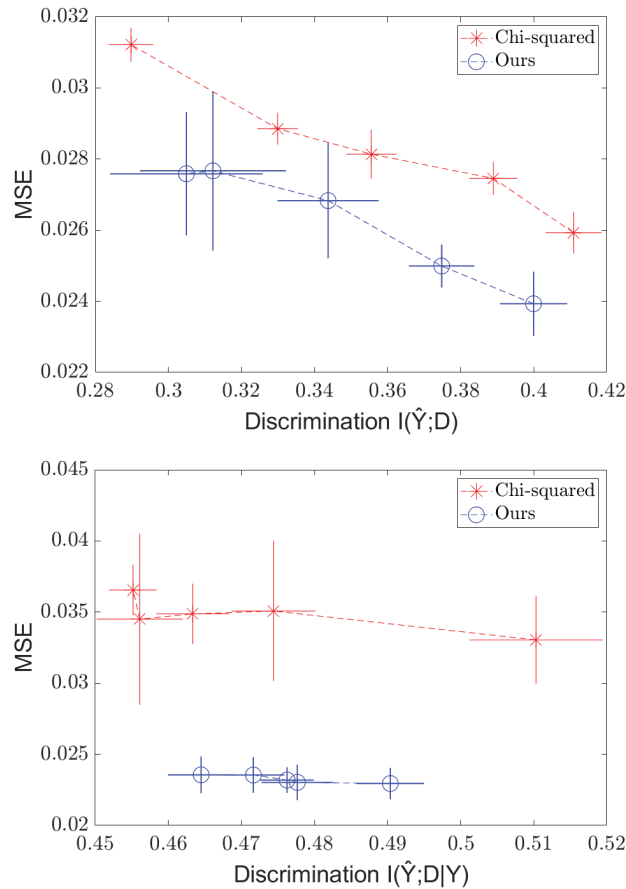 0.032
0.03
0.028
0.026
0.024
0.022
MSE
Chi-squared
Ours
0.28 0.3 0.32 0.34 0.36 0.38 0.4 0.42
Discrimination I(Ŷ;D)
0.045
0.04
0.035
0.03
0.025
0.02
MSE
Chi-squared
Ours
0.45 0.46 0.47 0.48 0.49 0.5 0.51 0.52
Discrimination I(Ŷ;D|Y)